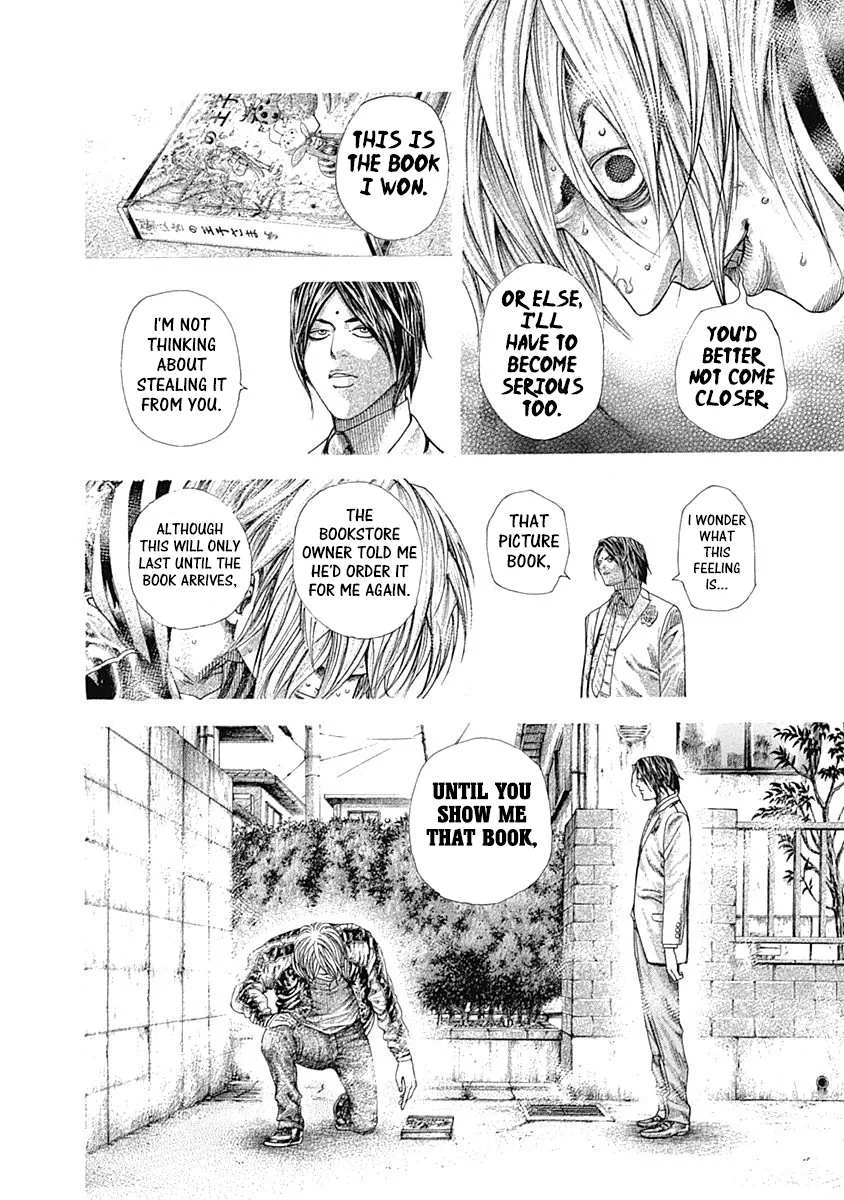 YOU'D
BETTER
NOT COME
CLOSER.
OR ELSE,
I'LL
HAVE TO
BECOME
SERIOUS
TOO.
THIS IS
THE BOOK
I WON.
I'M NOT
THINKING
ABOUT
STEALING IT
FROM YOU.
I WONDER
WHAT
THIS
FEELING
IS...
THAT
PICTURE
BOOK,
THE
BOOKSTORE
OWNER TOLD ME
HE'D ORDER IT
FOR ME AGAIN.
ALTHOUGH
THIS WILL ONLY
LAST UNTIL THE
BOOK ARRIVES,
UNTIL YOU
SHOW ME
THAT BOOK,